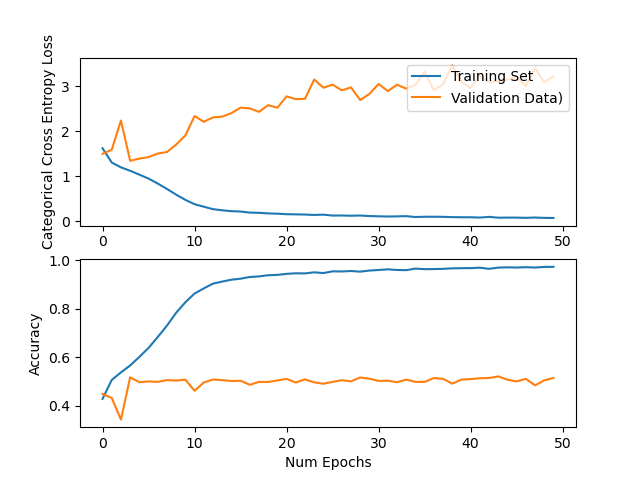 Categorical Cross Entropy Loss
3
2
1
0
Training Set
Validation Data)
0 10 20 30 40 50
Accuracy
1.0
0.8
0.6
0.4
0 10 20 30 40 50
Num Epochs